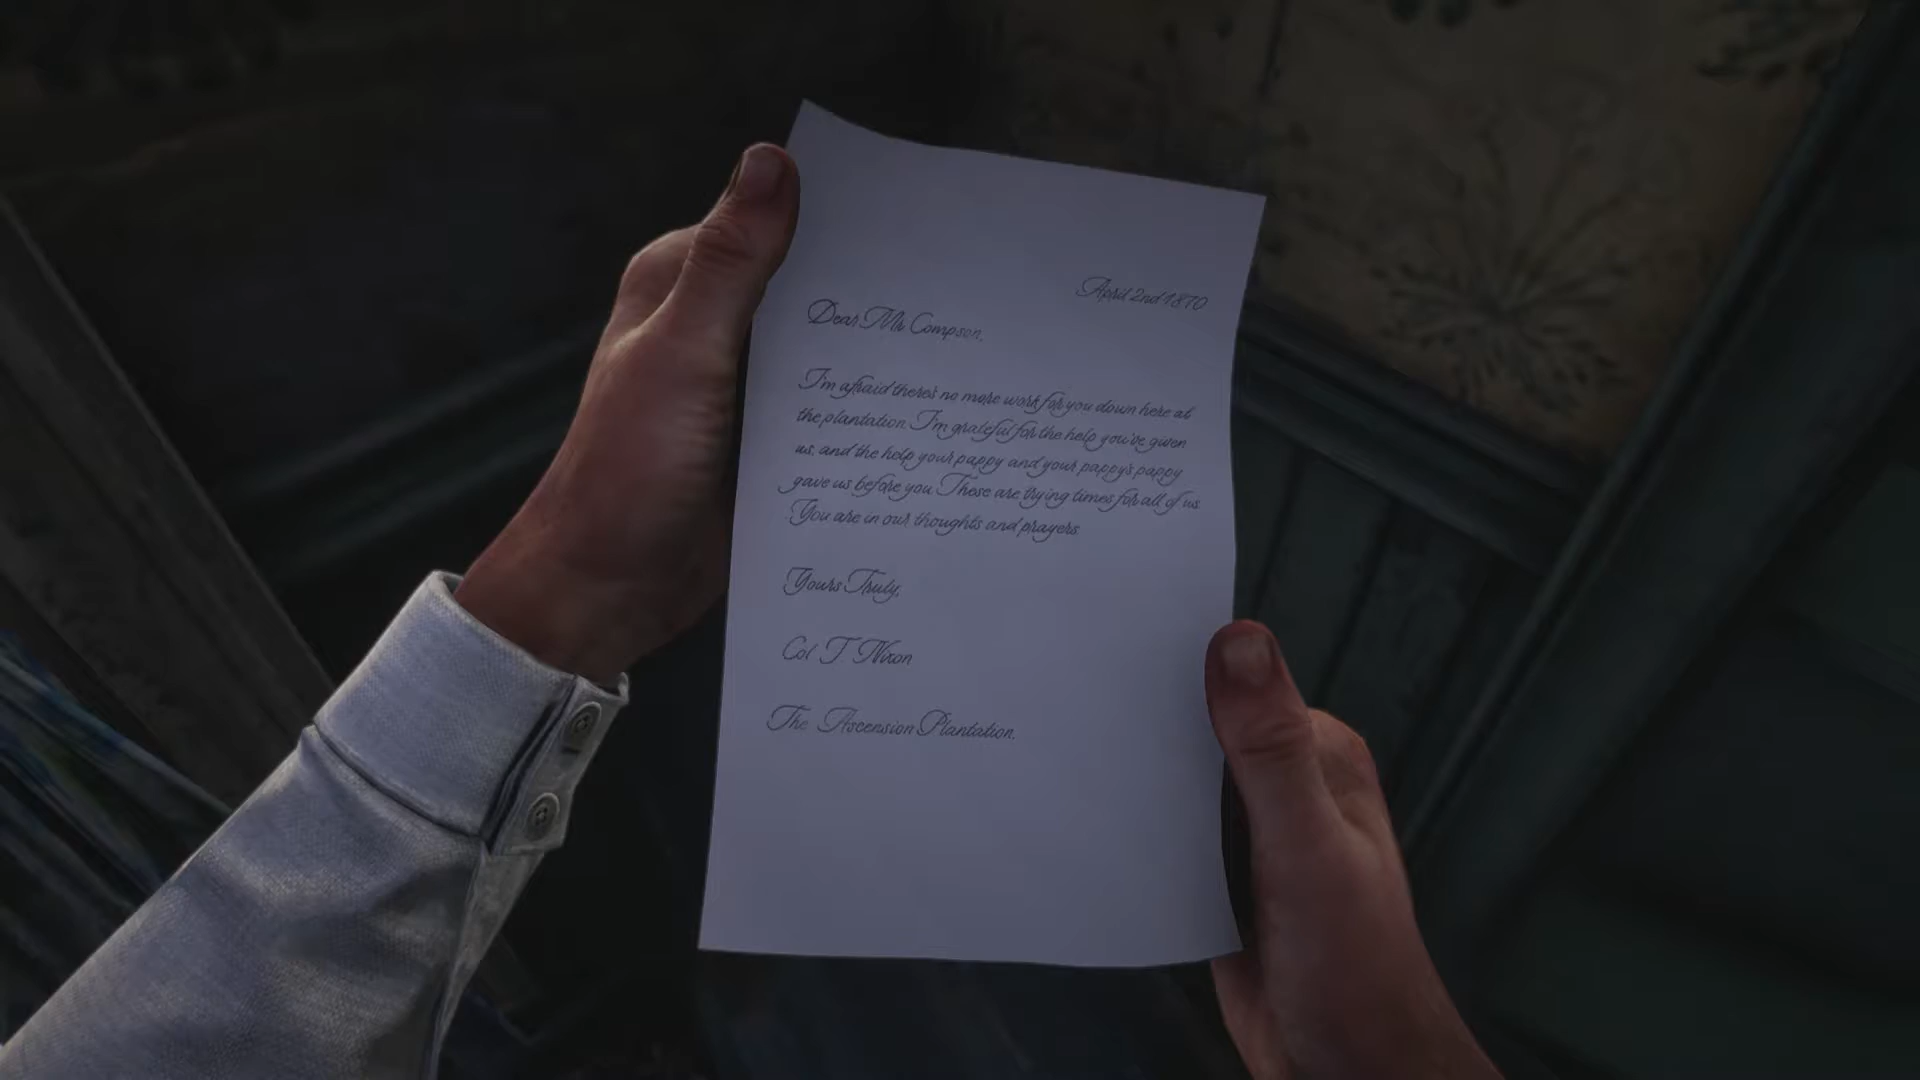 April 2nd 1870
Dear Mr Compson,
I'm afraid there's no more work for you down here at
the plantation. I'm grateful for the help you've given
us, and the help your pappy and your pappy's pappy
gave us before you. These are trying times for all of us.
You are in our thoughts and prayers.
Yours Truly,
Col T Nixon
The Ascension Plantation.